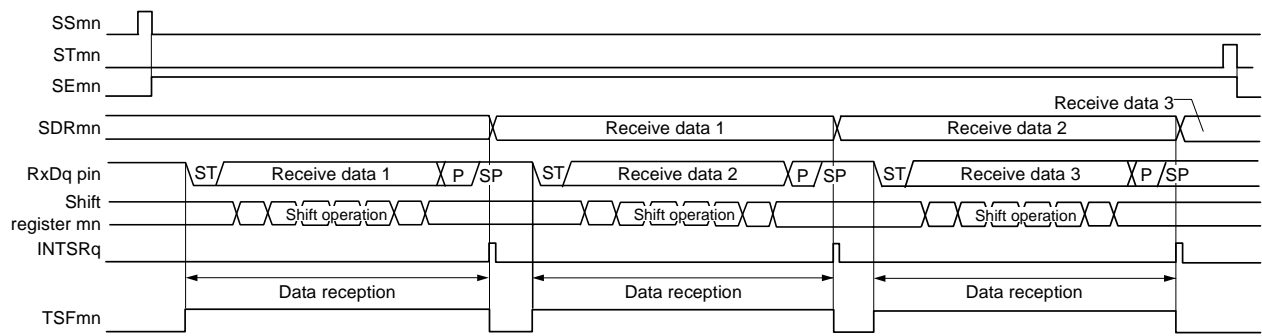 SSmn
STmn
SEmn
Receive data 3
SDRmn
Receive data 1
Receive data 2
RxDq pin
ST
Receive data 1
P
SP
ST
Receive data 2
P
SP
ST
Receive data 3
P
SP
Shift
register mn
Shift operation
Shift operation
Shift operation
INTSRq
Data reception
Data reception
Data reception
TSFmn